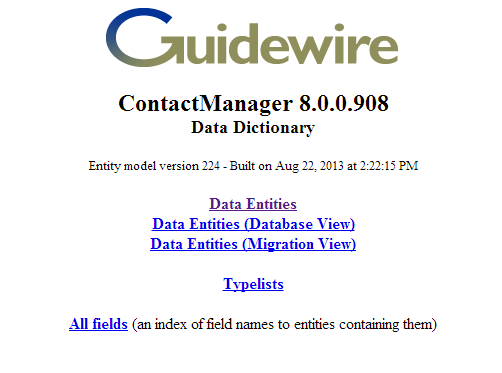 Guidewire
ContactManager 8.0.0.908
Data Dictionary
Entity model version 224 - Built on Aug 22, 2013 at 2:22:15 PM
Data Entities
Data Entities (Database View)
Data Entities (Migration View)
Typelists
All fields (an index of field names to entities containing them)